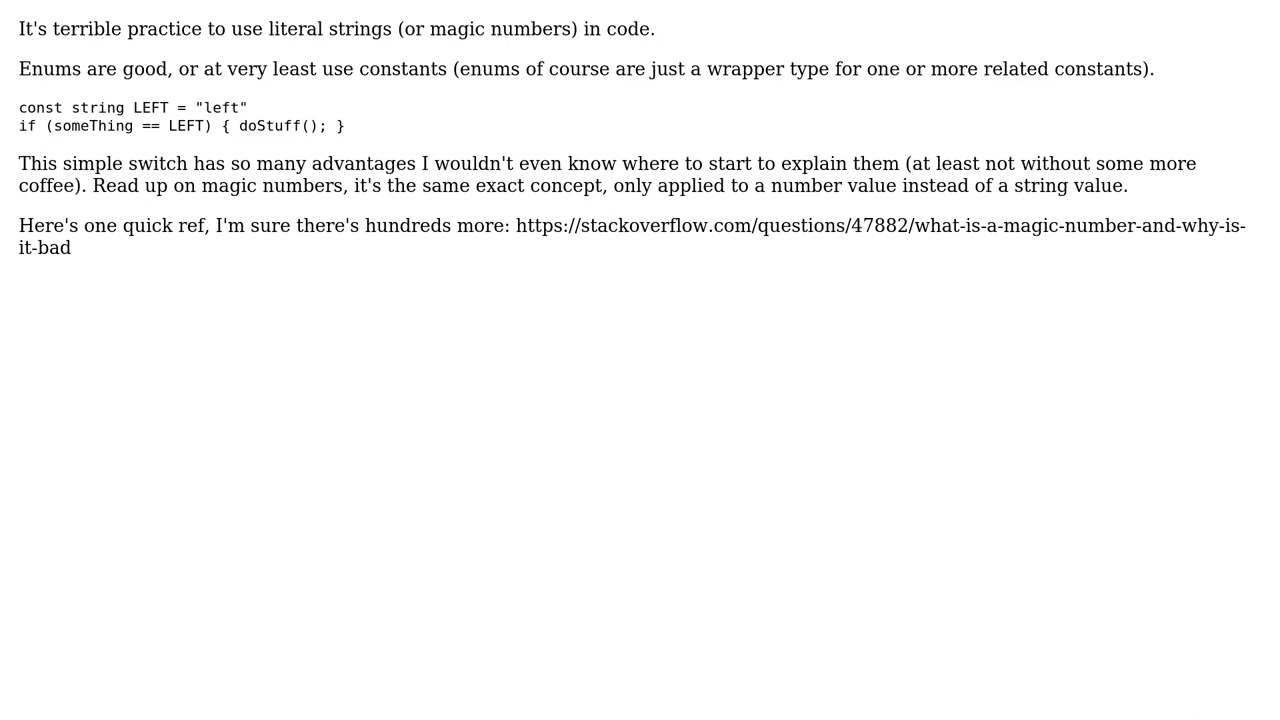 It's terrible practice to use literal strings (or magic numbers) in code.
Enums are good, or at very least use constants (enums of course are just a wrapper type for one or more related constants).
const string LEFT = "left"
if (someThing == LEFT) { doStuff(); }
This simple switch has so many advantages I wouldn't even know where to start to explain them (at least not without some more
coffee). Read up on magic numbers, it's the same exact concept, only applied to a number value instead of a string value.
Here's one quick ref, I'm sure there's hundreds more: https://stackoverflow.com/questions/47882/what-is-a-magic-number-and-why-is-
it-bad